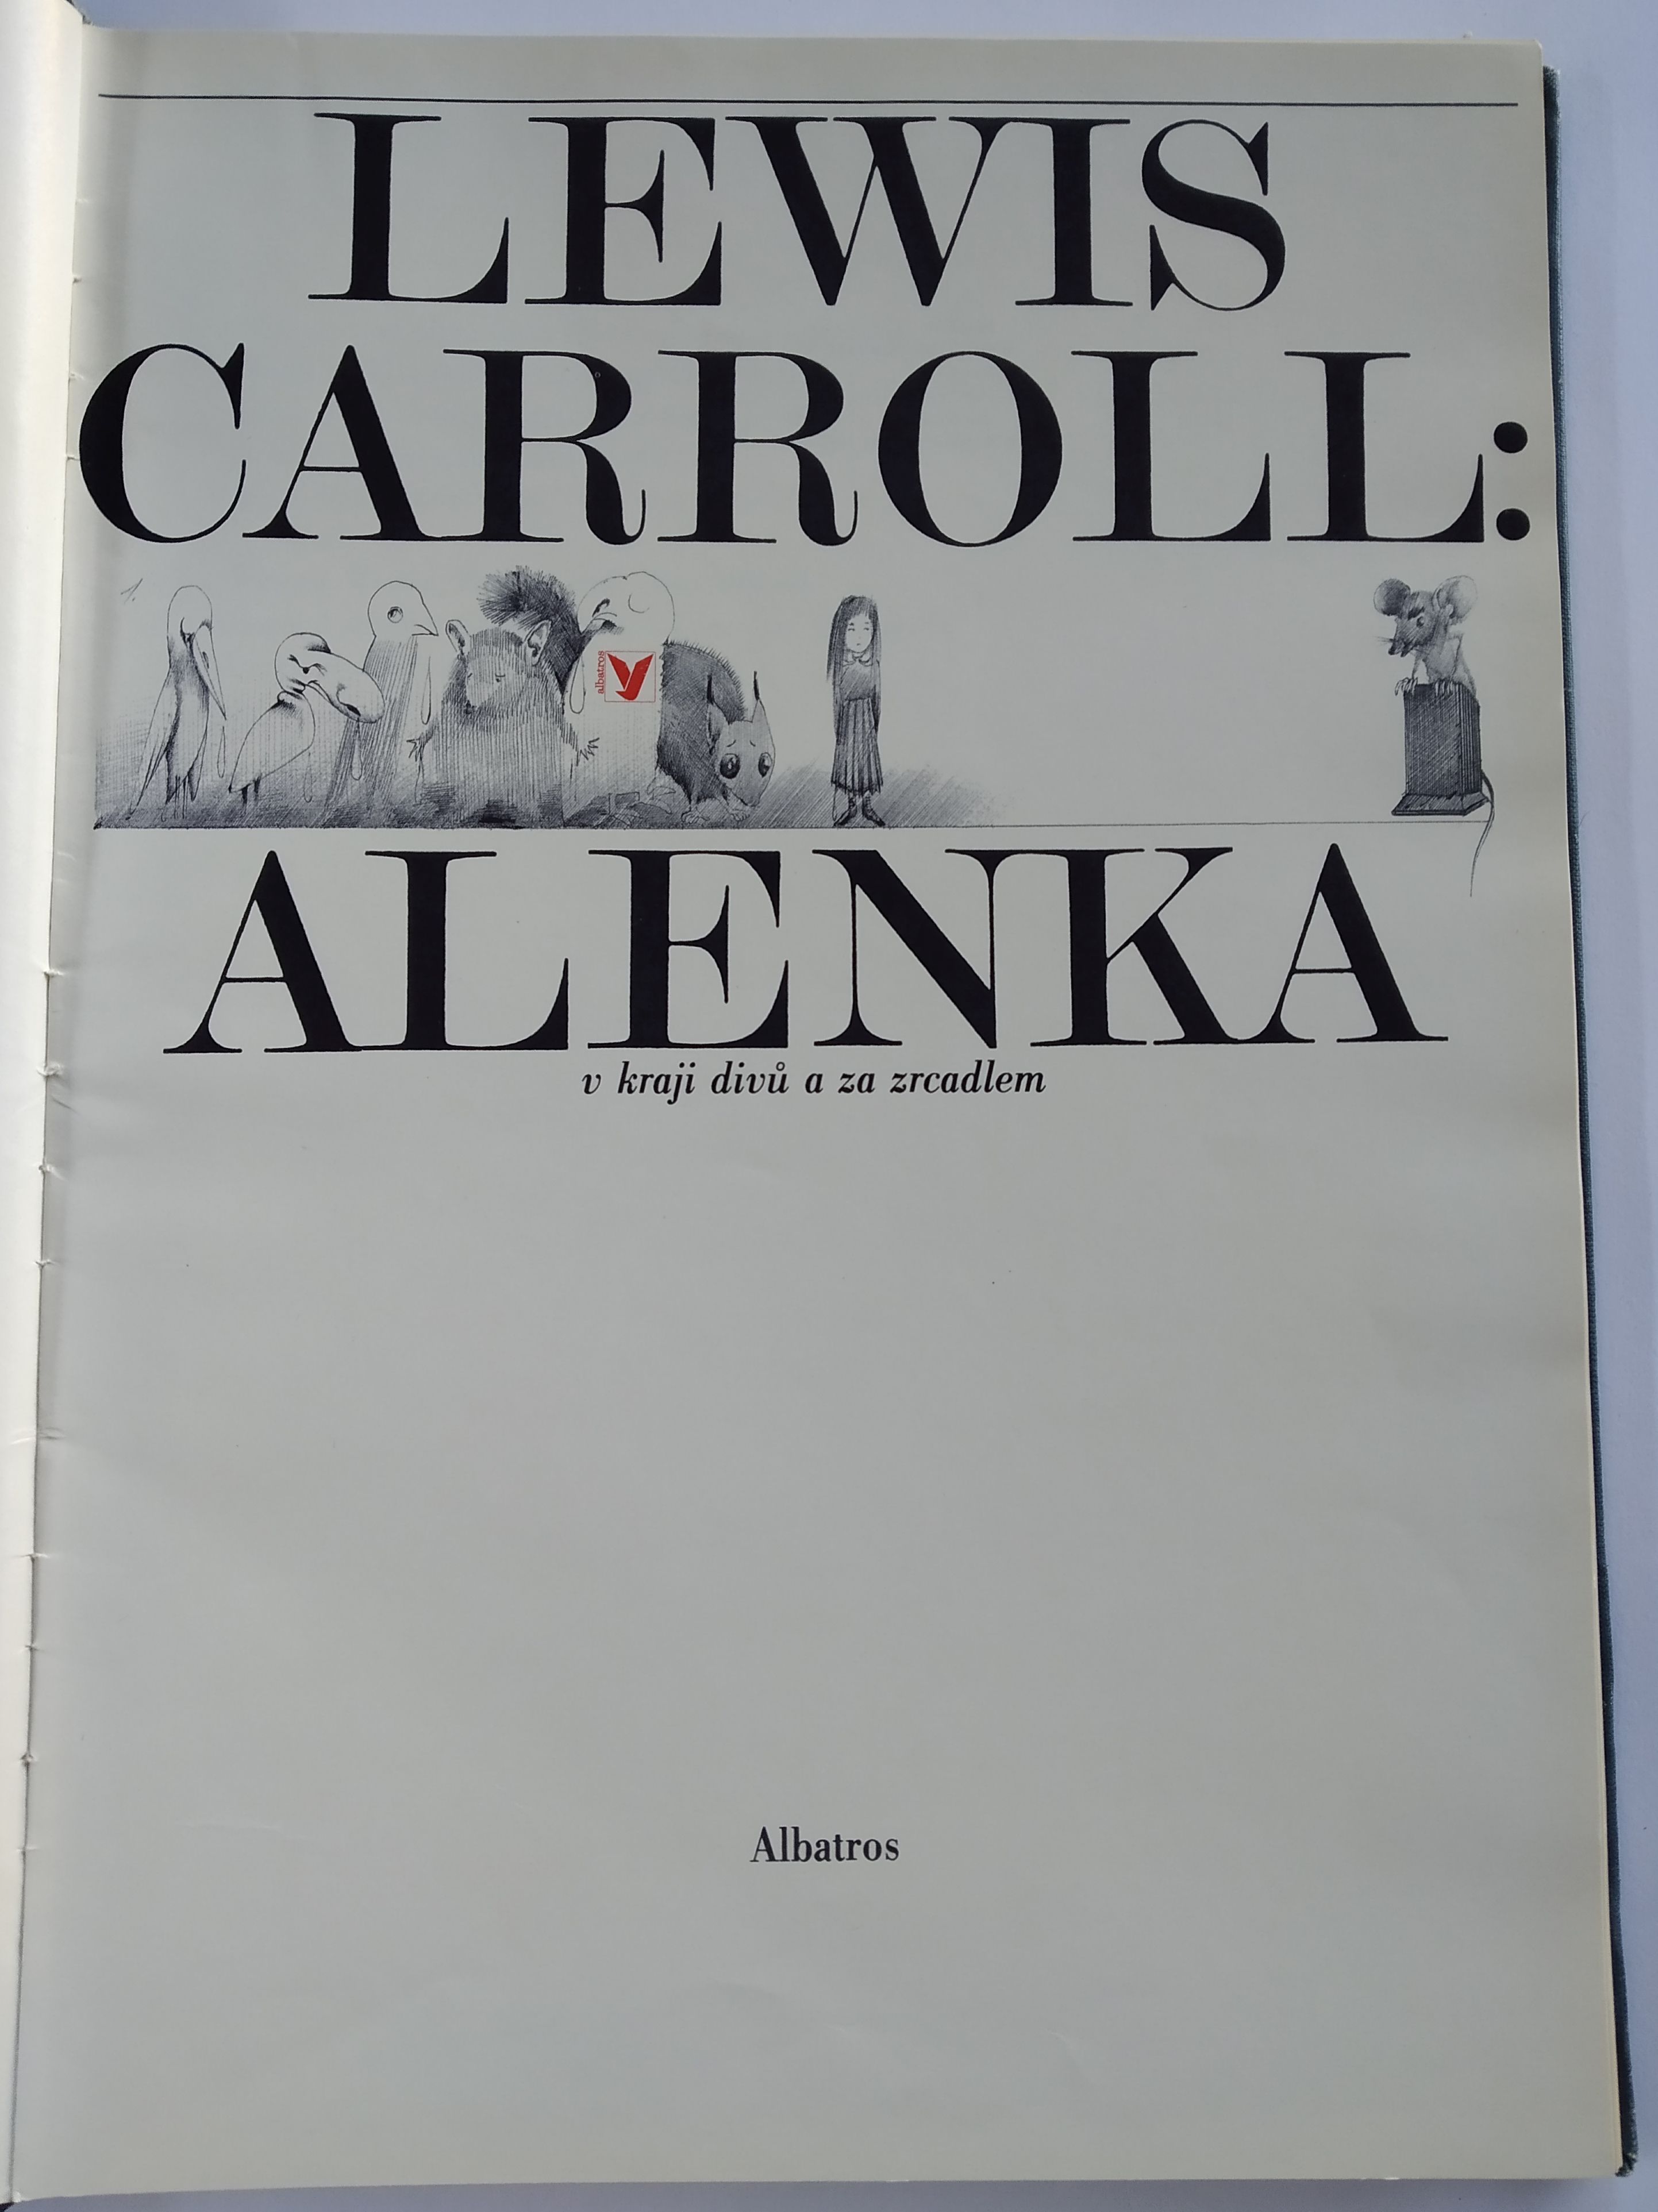 LEWIS
CARROLL:
albatros
ALENKA
v kraji divů a za zrcadlem
Albatros